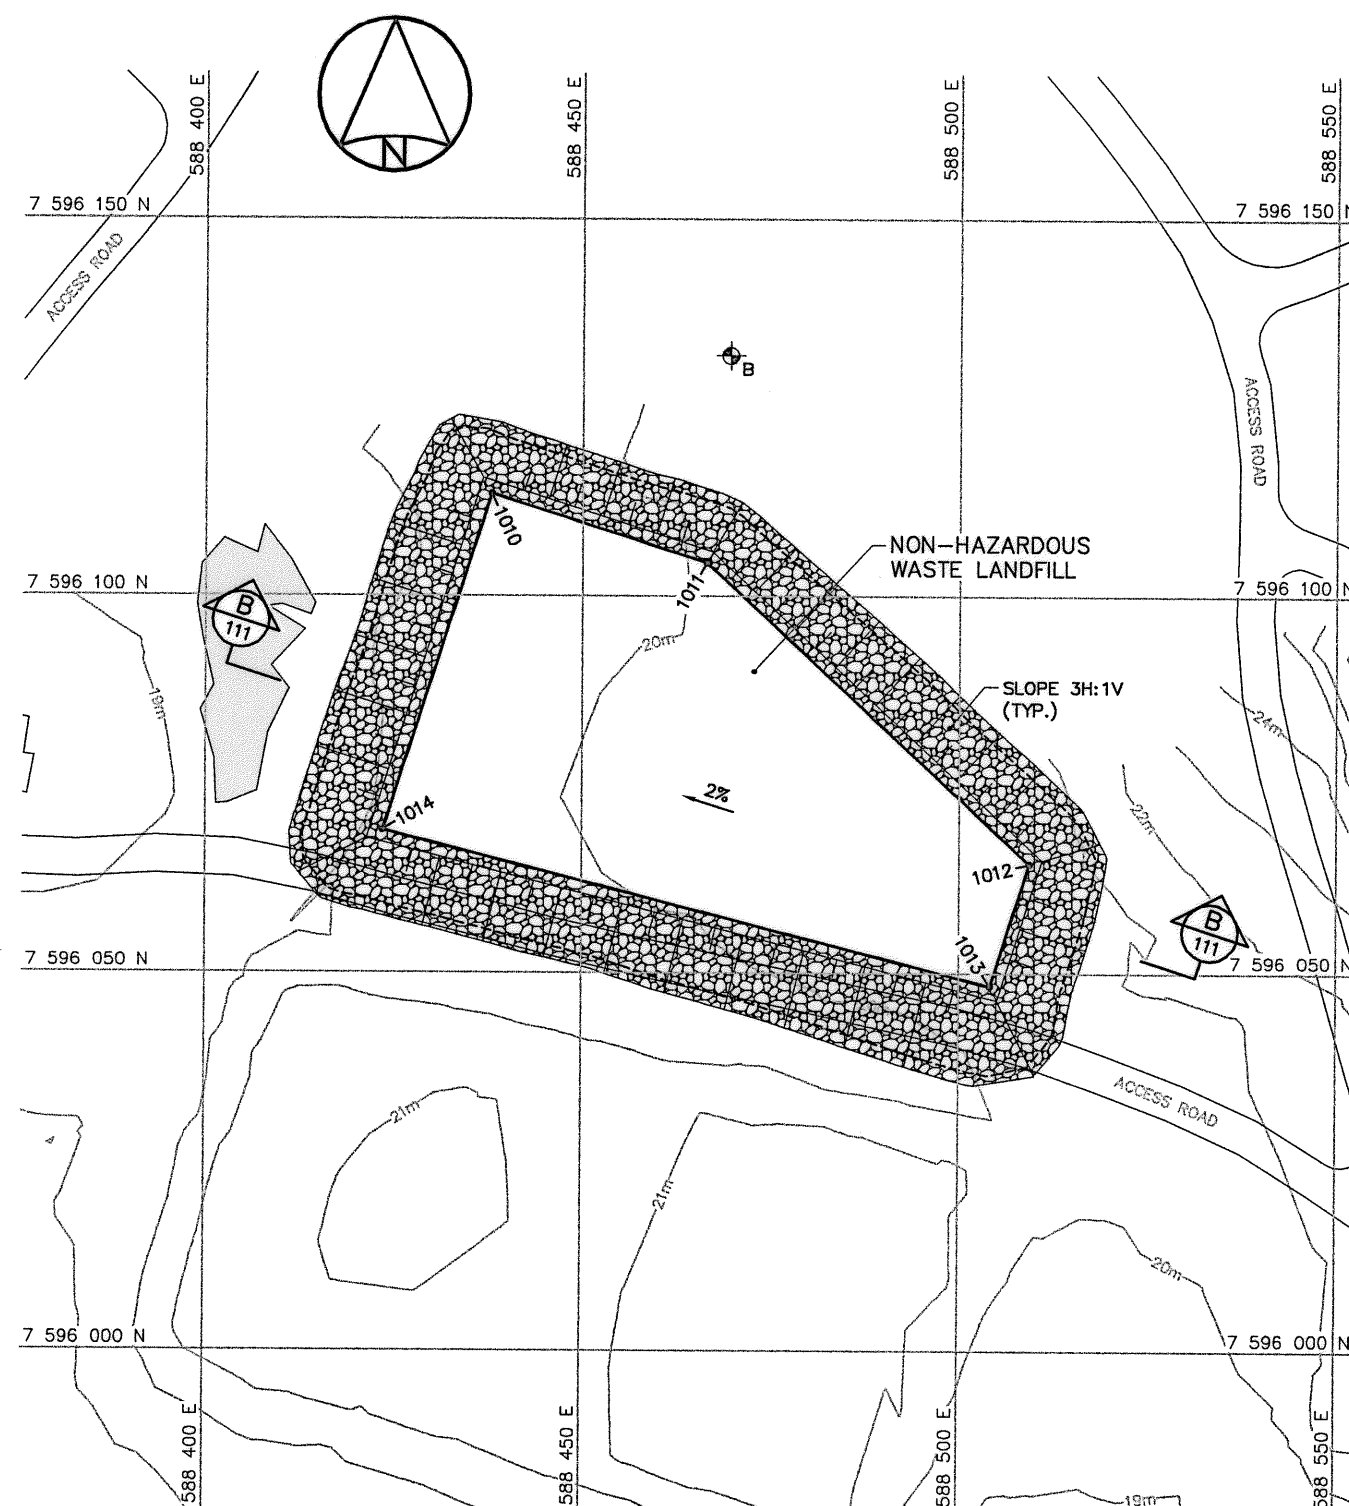 N
588 400 E
588 450 E
588 500 E
588 550 E
7 596 150 N
7 596 150 N
ACCESS ROAD
B
ACCESS ROAD
1010
NON-HAZARDOUS
WASTE LANDFILL
7 596 100 N
7 596 100 N
1011
B
111
20m
19m
SLOPE 3H:1V
(TYP.)
24m
2%
1014
22m
1012
B
111
1013
7 596 050 N
7 596 050 N
ACCESS ROAD
21m
21m
20m
7 596 000 N
7 596 000 N
588 400 E
588 450 E
588 500 E
588 550 E
19m